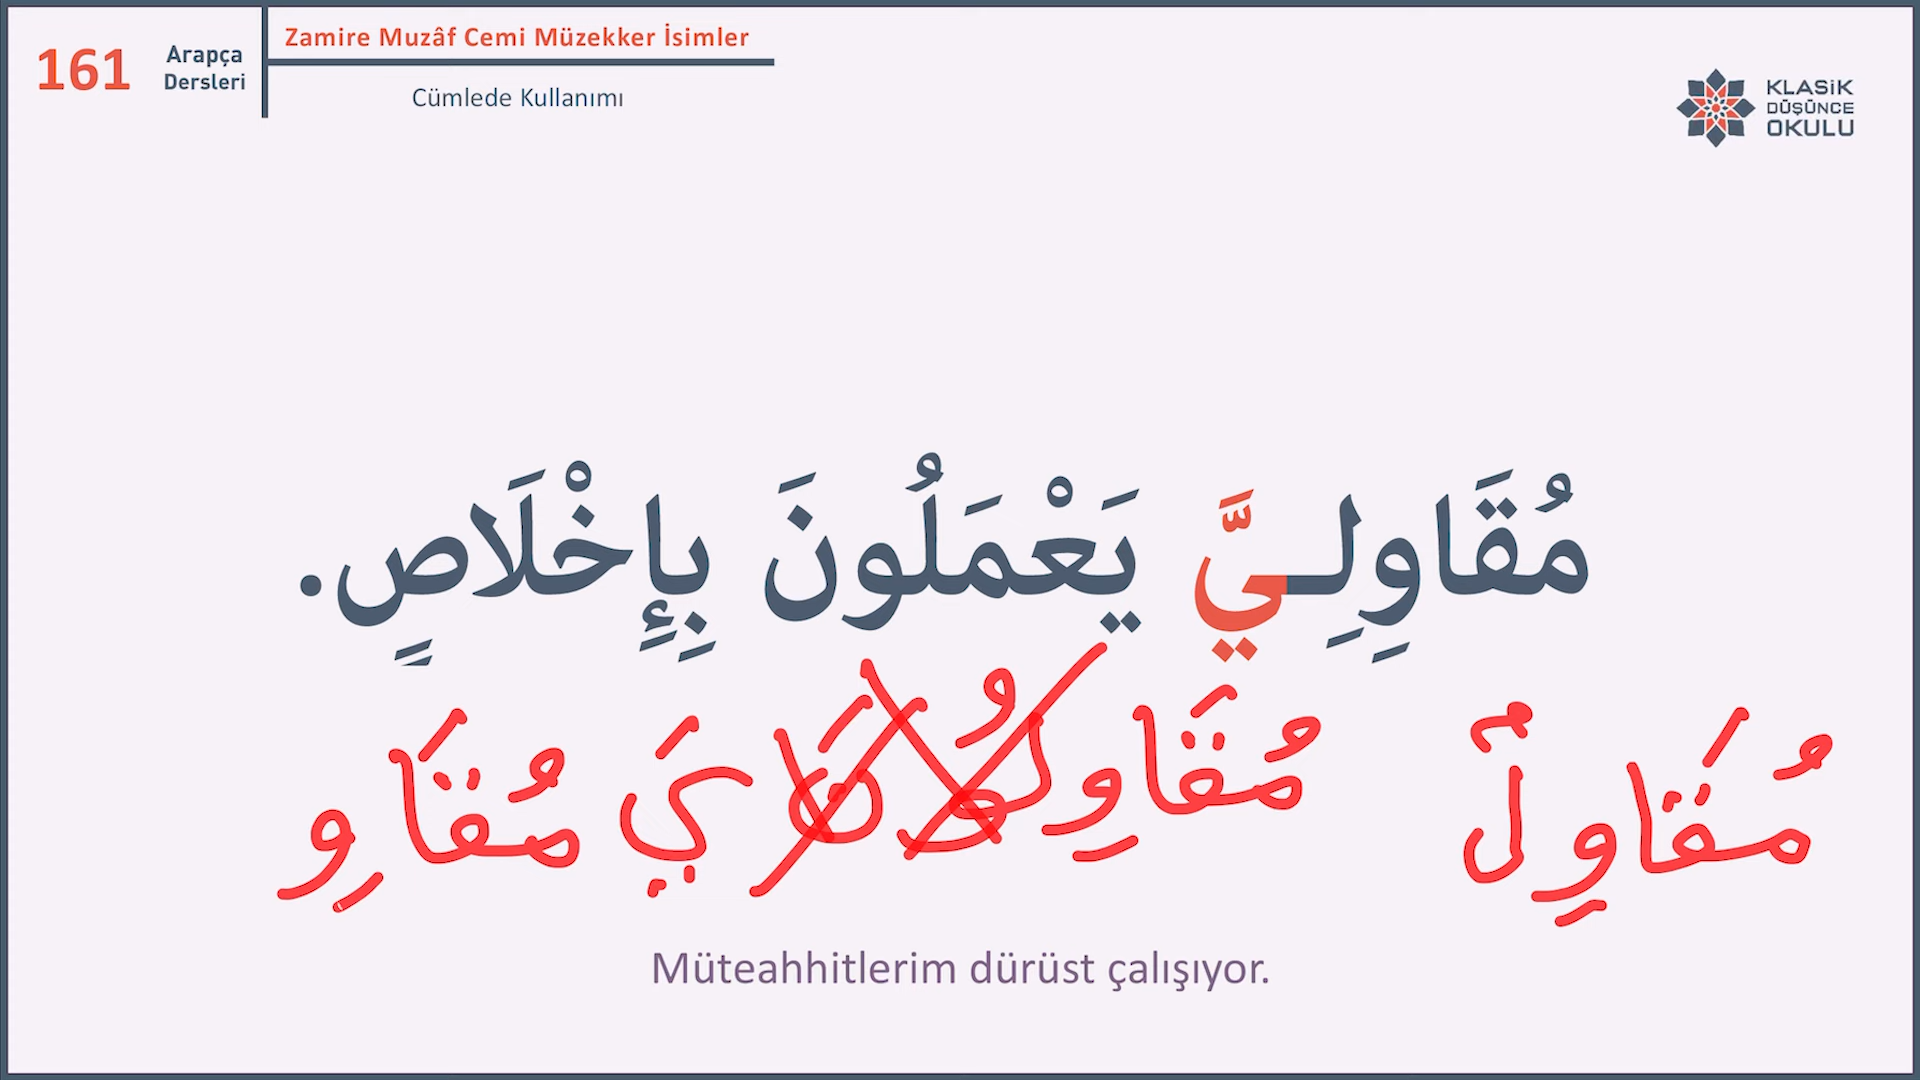 161
Arapça
Dersleri
Zamire Muzâf Cemi Müzekker İsimler
Cümlede Kullanımı
KLASİK
DÜŞÜNCE
OKULU
مُقَاوِلِـيَّ يَعْمَلُونَ بِإِخْلَاصٍ.
مُقَاوِلٌ مُقَاوِلُونَ يَ مُقَاوِ
Müteahhitlerim dürüst çalışıyor.